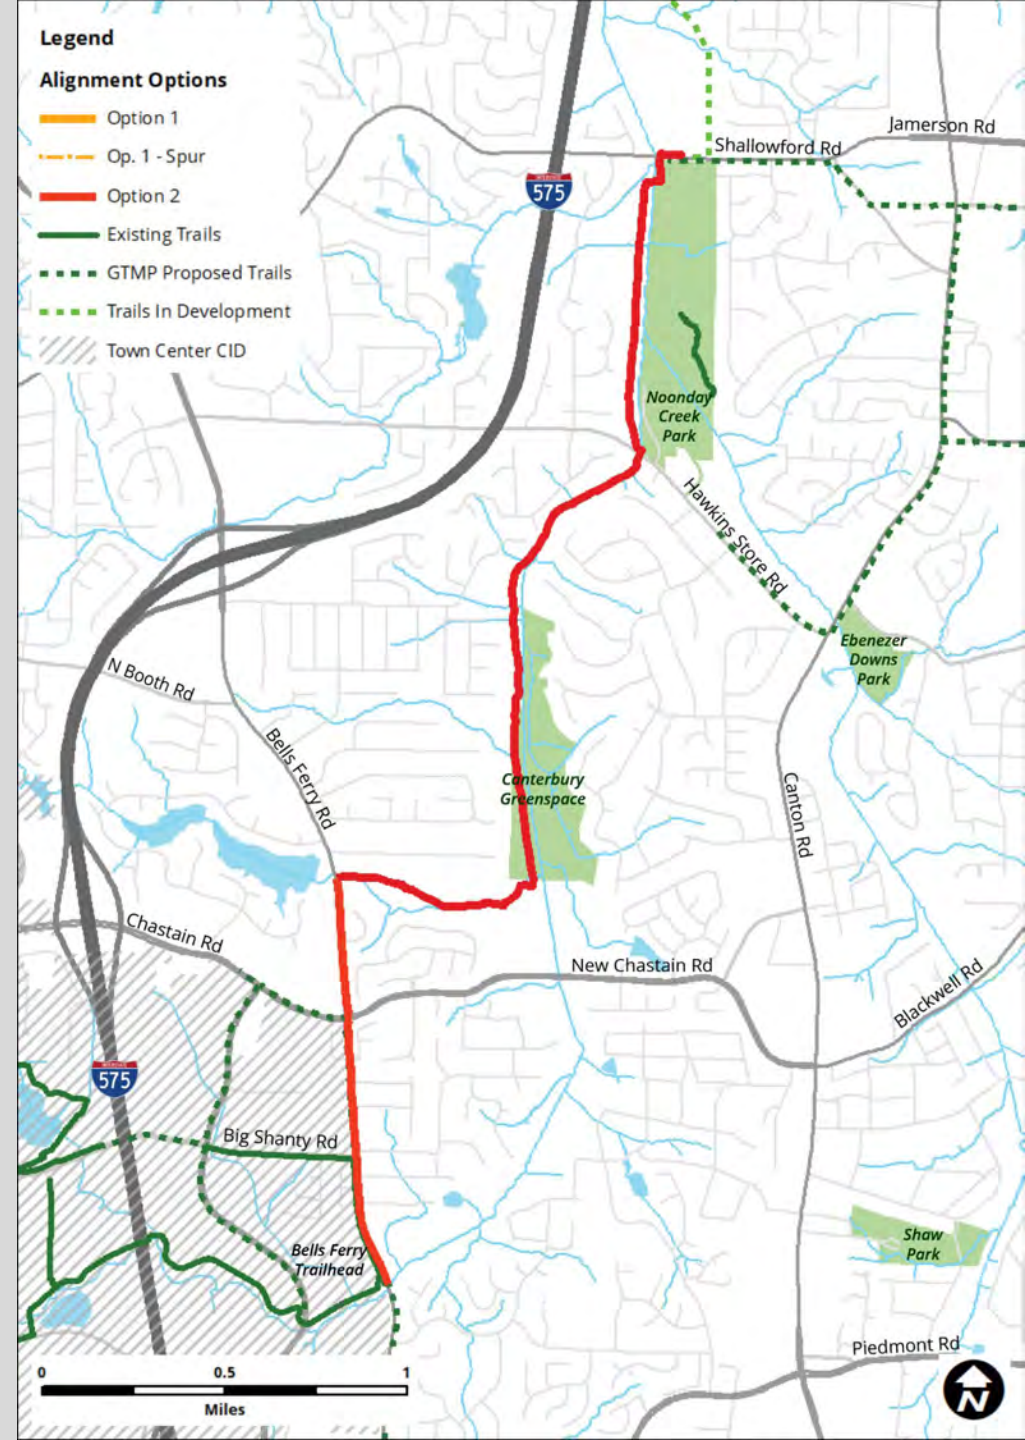 Legend
Alignment Options
Option 1
Op. 1 - Spur
Option 2
Existing Trails
GTMP Proposed Trails
Trails In Development
Town Center CID
Jamerson Rd
Shallowford Rd
575
Noonday
Creek
Park
Hawkins Store Rd
Ebenezer
Downs
Park
N Booth Rd
Bells Ferry Rd
Canterbury
Greenspace
Canton Rd
Chastain Rd
New Chastain Rd
Blackwell Rd
575
Big Shanty Rd
Bells Ferry
Trailhead
Shaw
Park
Piedmont Rd
0 0.5 1
Miles
N